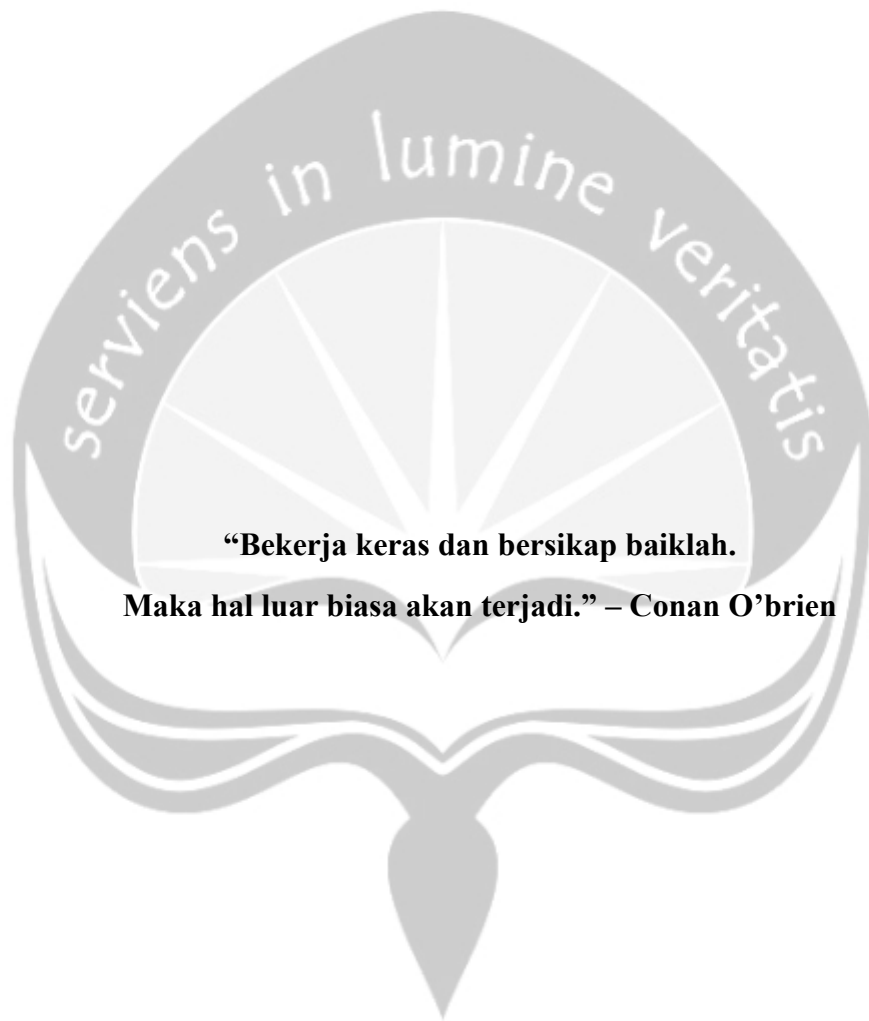 serviens in lumine veritatis
“Bekerja keras dan bersikap baiklah.
Maka hal luar biasa akan terjadi.” – Conan O’brien